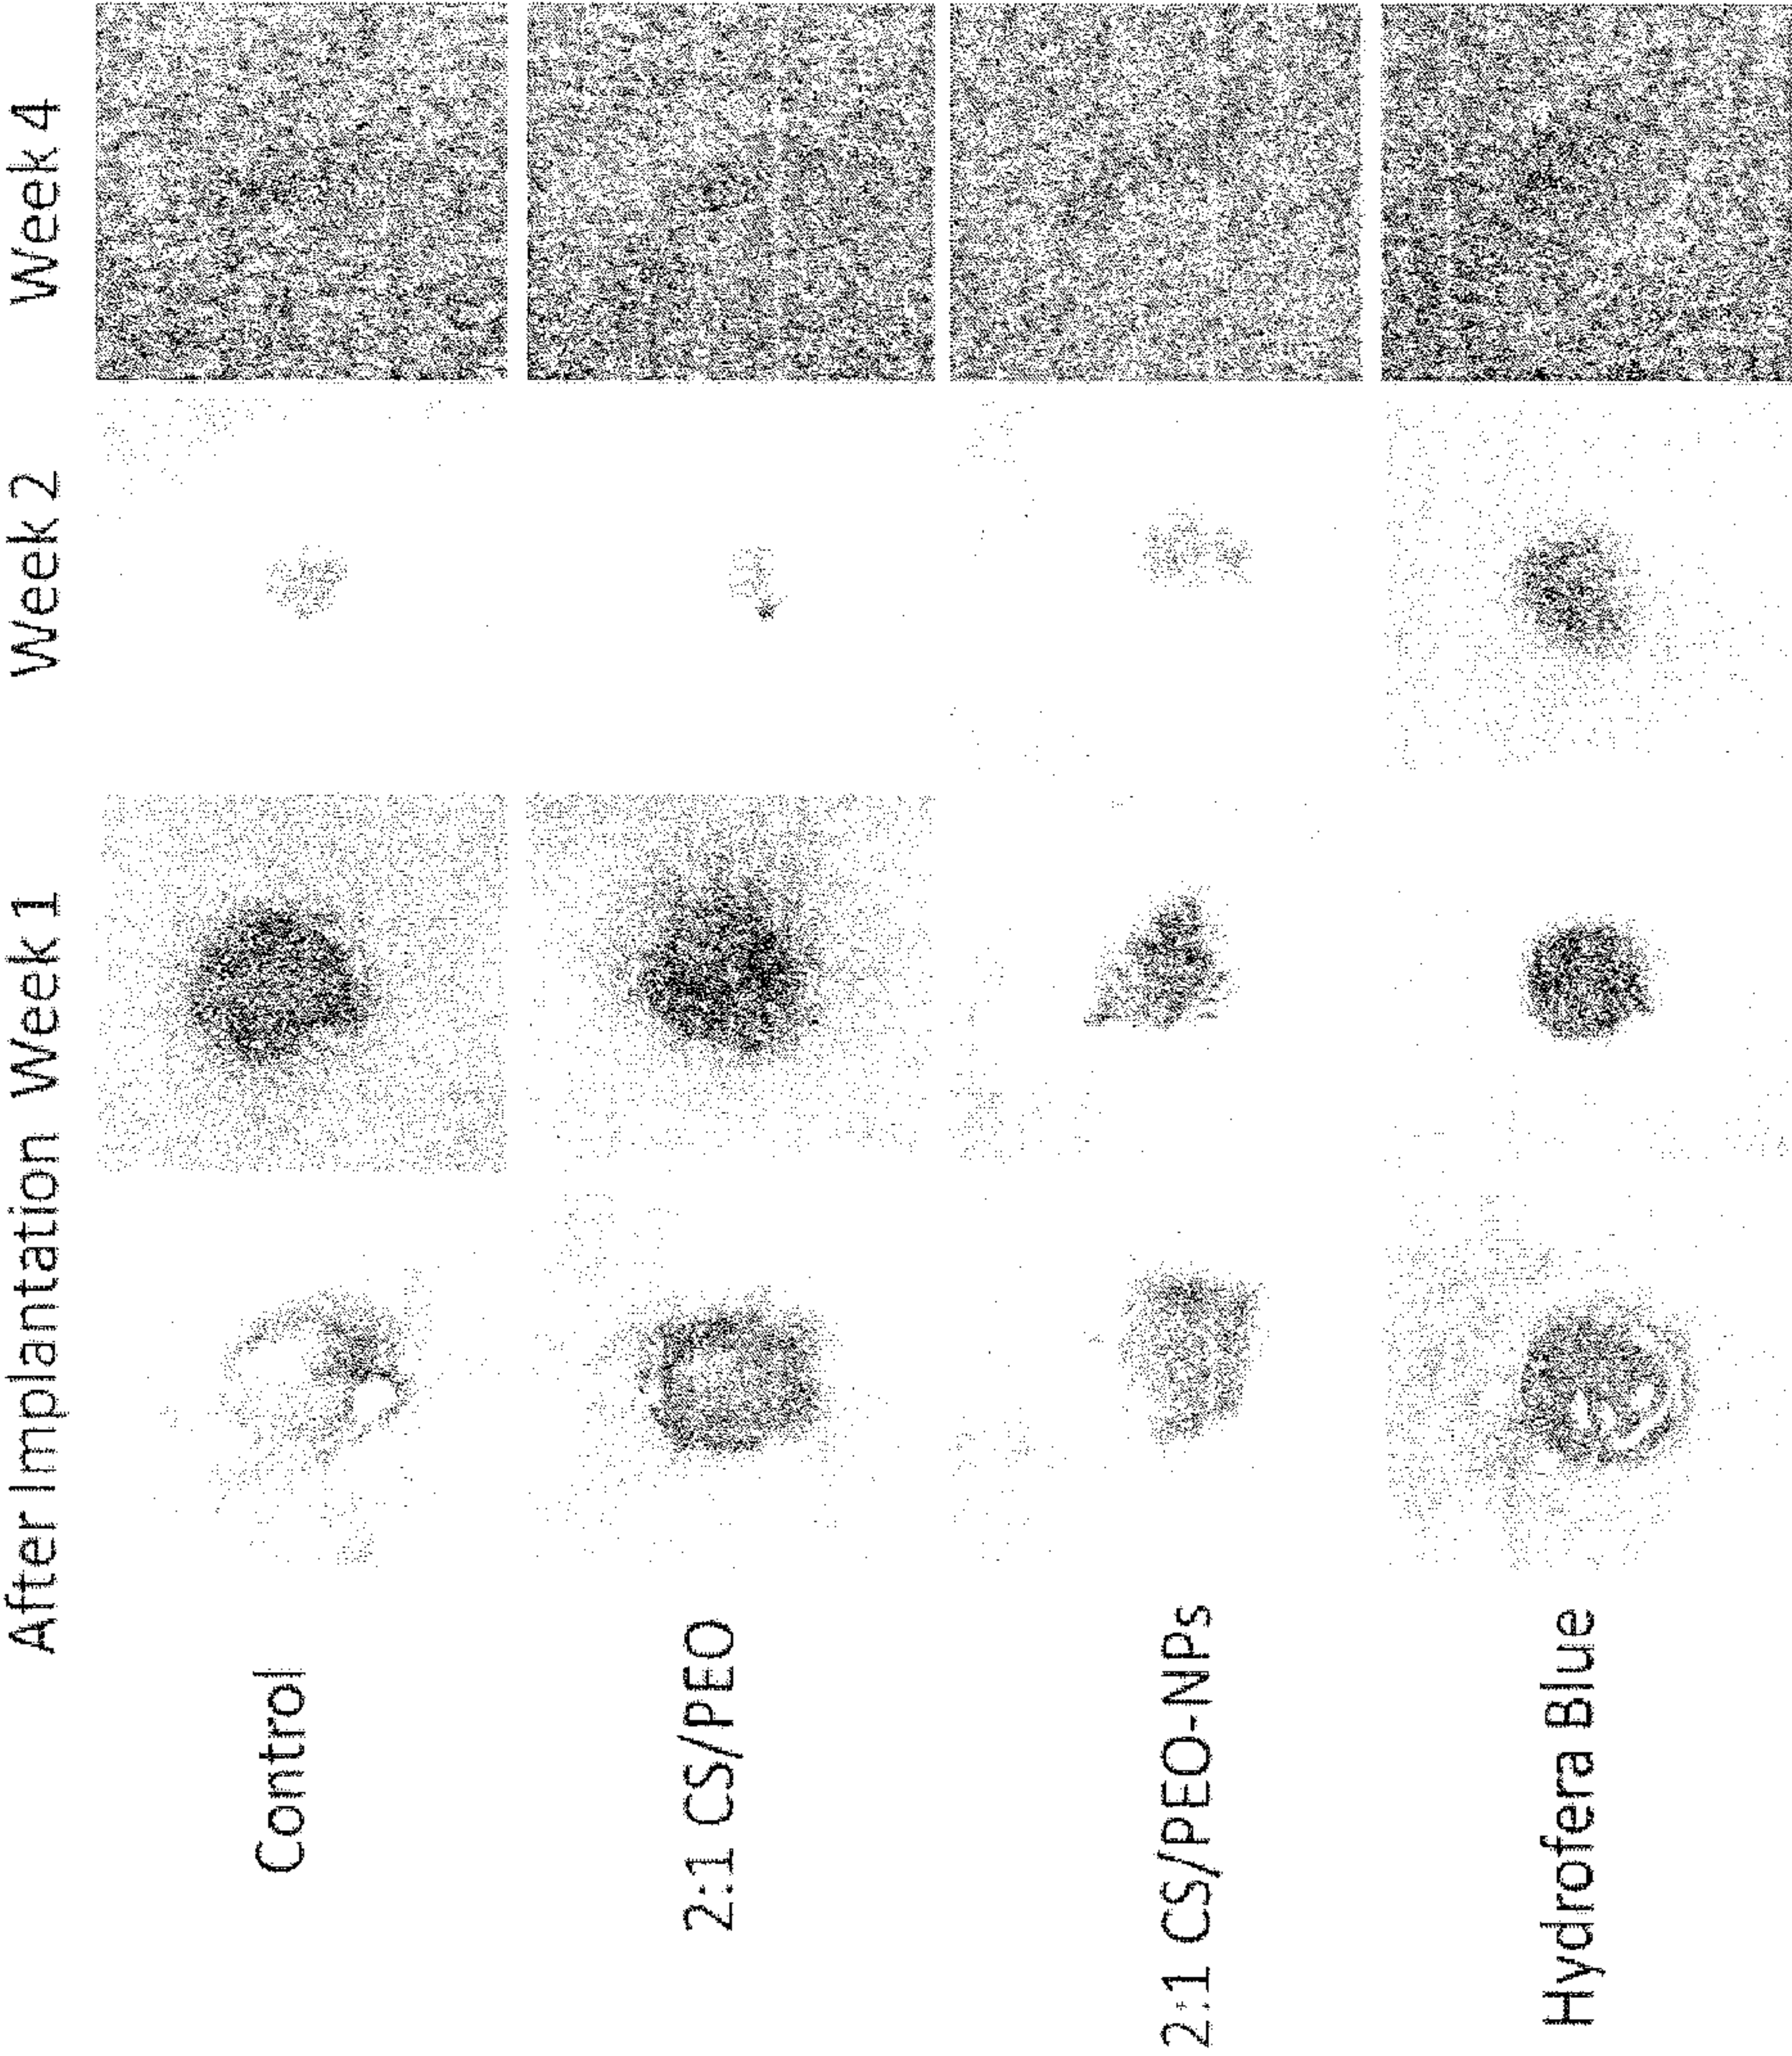 After Implantation
Week 1
Week 2
Week 4
Control
2:1 CS/PEO
2:1 CS/PEO-NPs
Hydrofera Blue